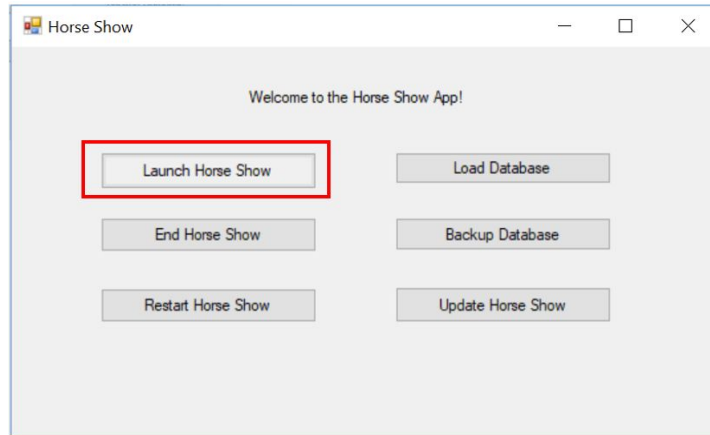 Horse Show
Welcome to the Horse Show App!
Launch Horse Show
Load Database
End Horse Show
Backup Database
Restart Horse Show
Update Horse Show